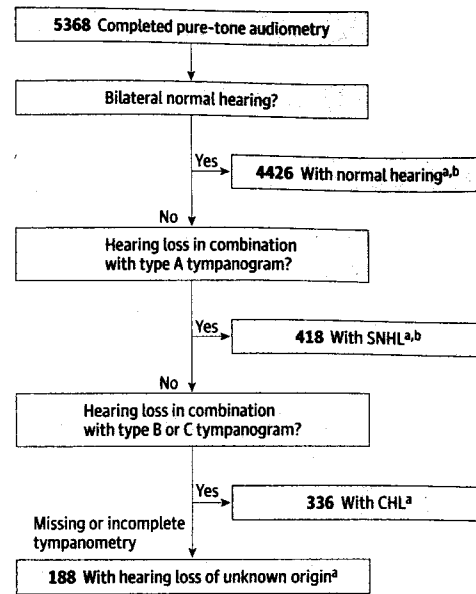 5368 Completed pure-tone audiometry
Bilateral normal hearing?
Yes
4426 With normal hearingᵃ,ᵇ
No
Hearing loss in combination
with type A tympanogram?
Yes
418 With SNHLᵃ,ᵇ
No
Hearing loss in combination
with type B or C tympanogram?
Yes
336 With CHLᵃ
Missing or incomplete
tympanometry
188 With hearing loss of unknown originᵃ